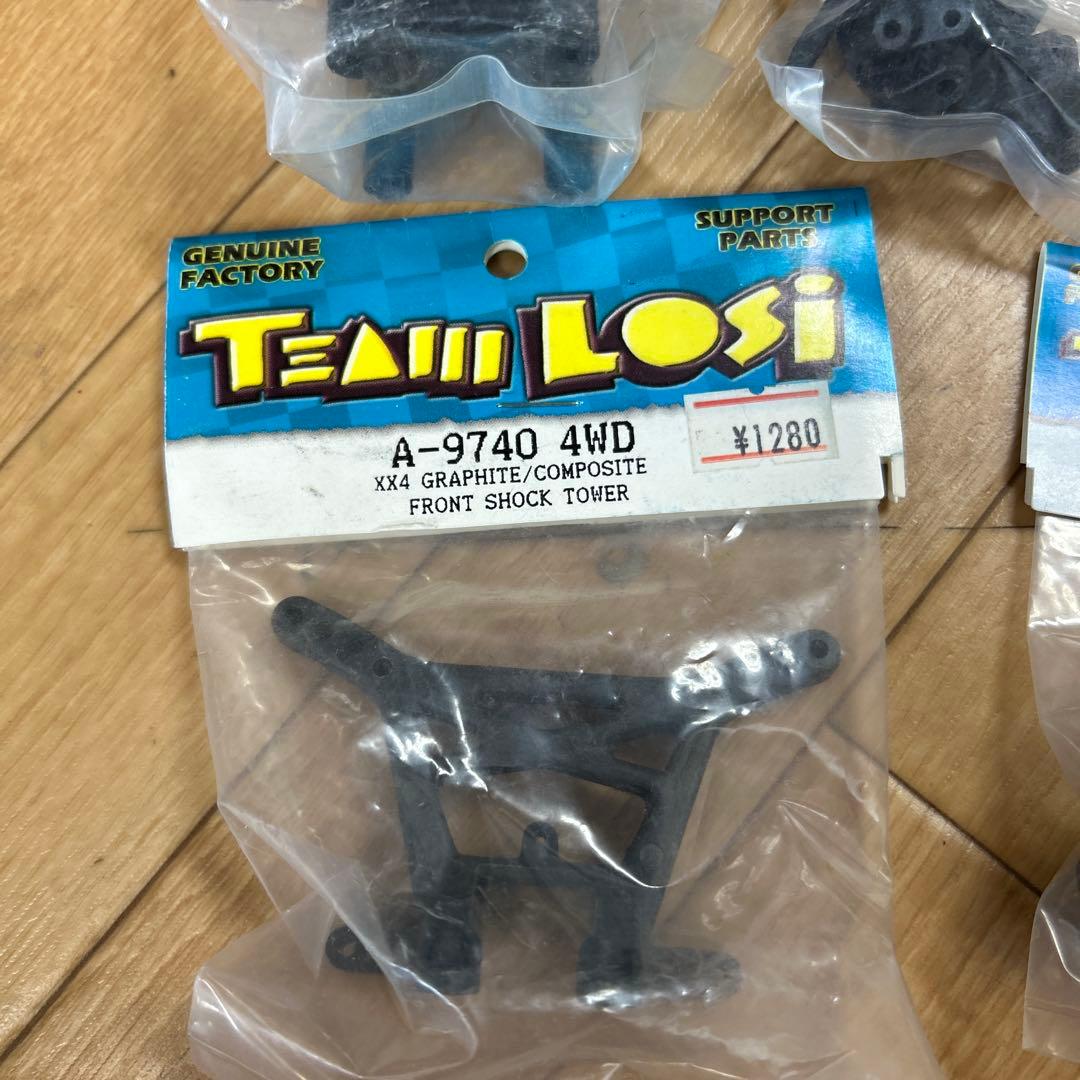 GENUINE
FACTORY
SUPPORT
PARTS
TEAM LOSi
¥1280
A-9740 4WD
XX4 GRAPHITE/COMPOSITE
FRONT SHOCK TOWER